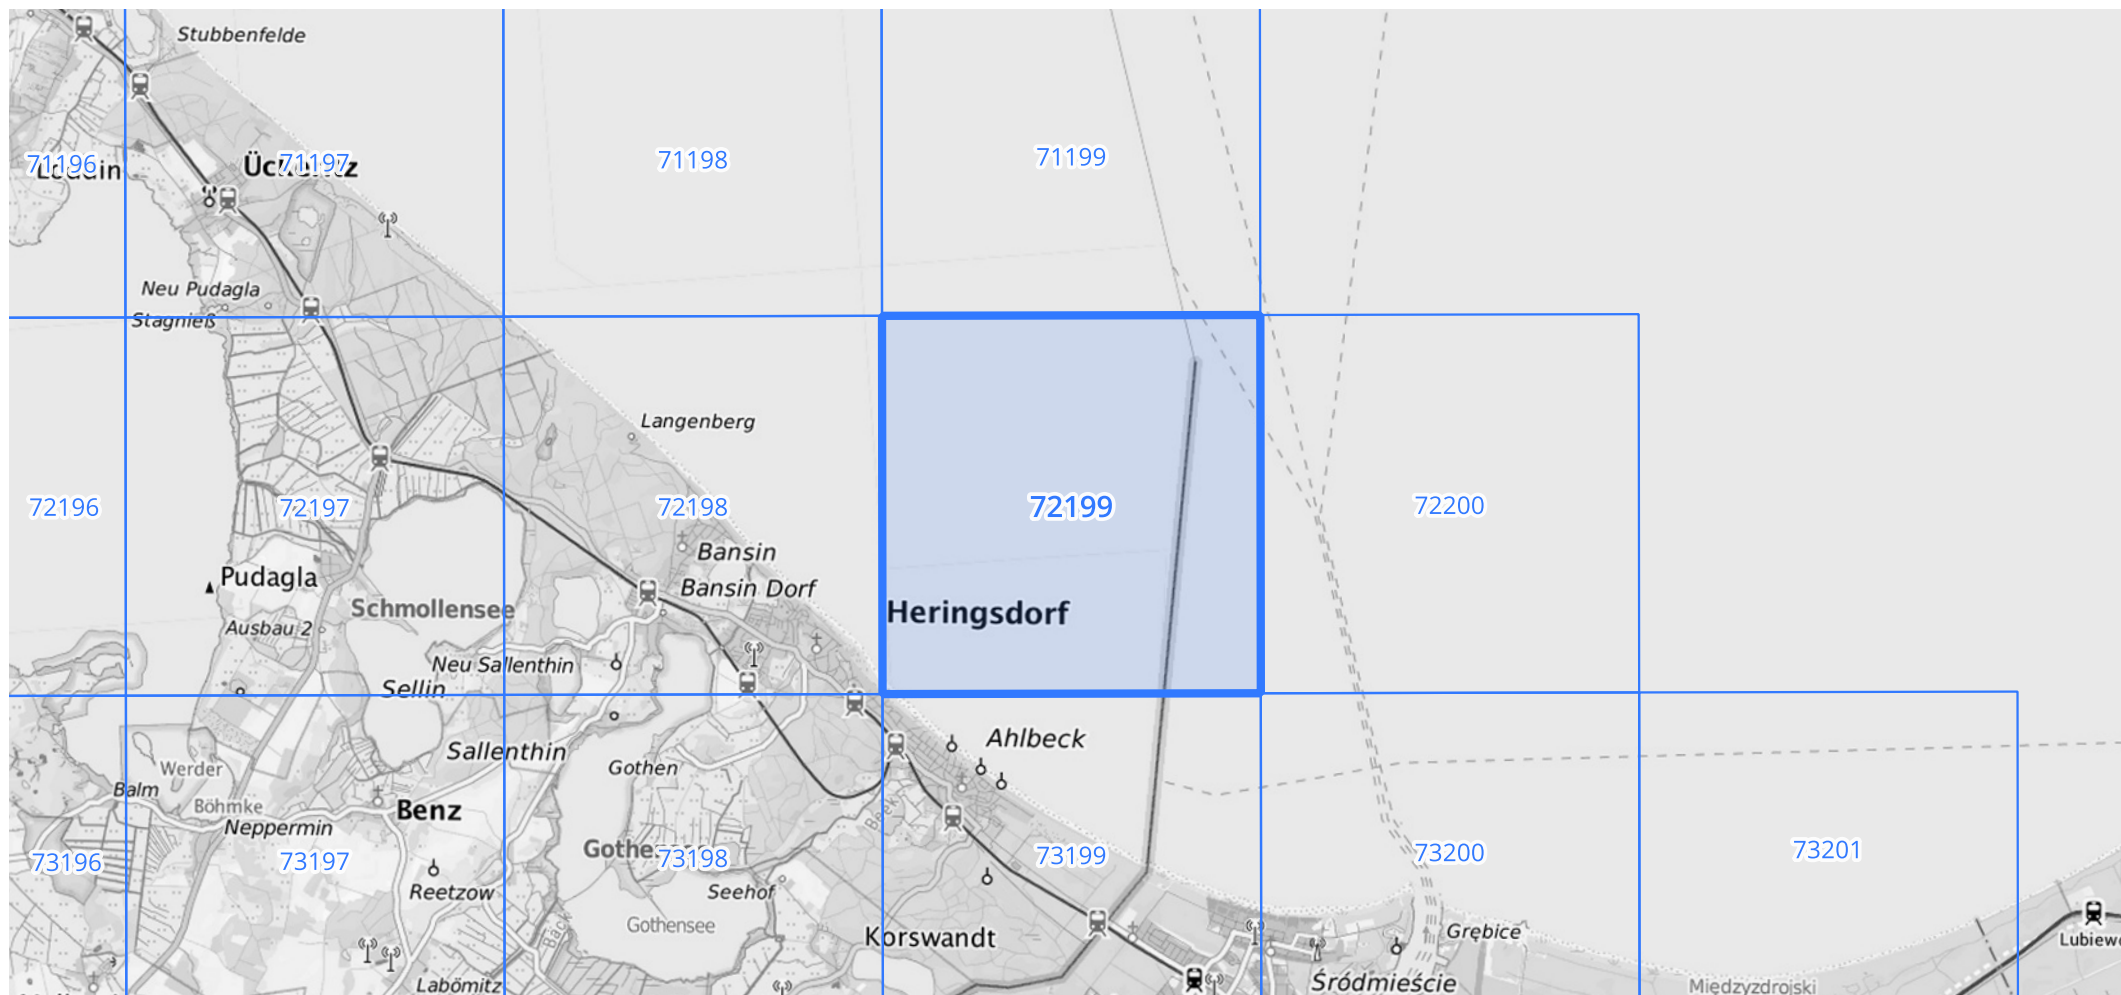 Stubbenfelde
71196
71197
71198
71199
Neu Pudagla
Stagnieß
Langenberg
72196
72197
72198
72199
72200
Bansin
Bansin Dorf
Pudagla
Schmollensee
Heringsdorf
Ausbau 2
Neu Sallenthin
Sellin
Ahlbeck
Sallenthin
Gothen
Werder
Balm
Böhmke
Benz
Neppermin
73196
73197
73198
73199
73200
73201
Reetzow
Seehof
Gothensee
Korswandt
Grębice
Labömitz
Śródmieście
Międzyzdrojski